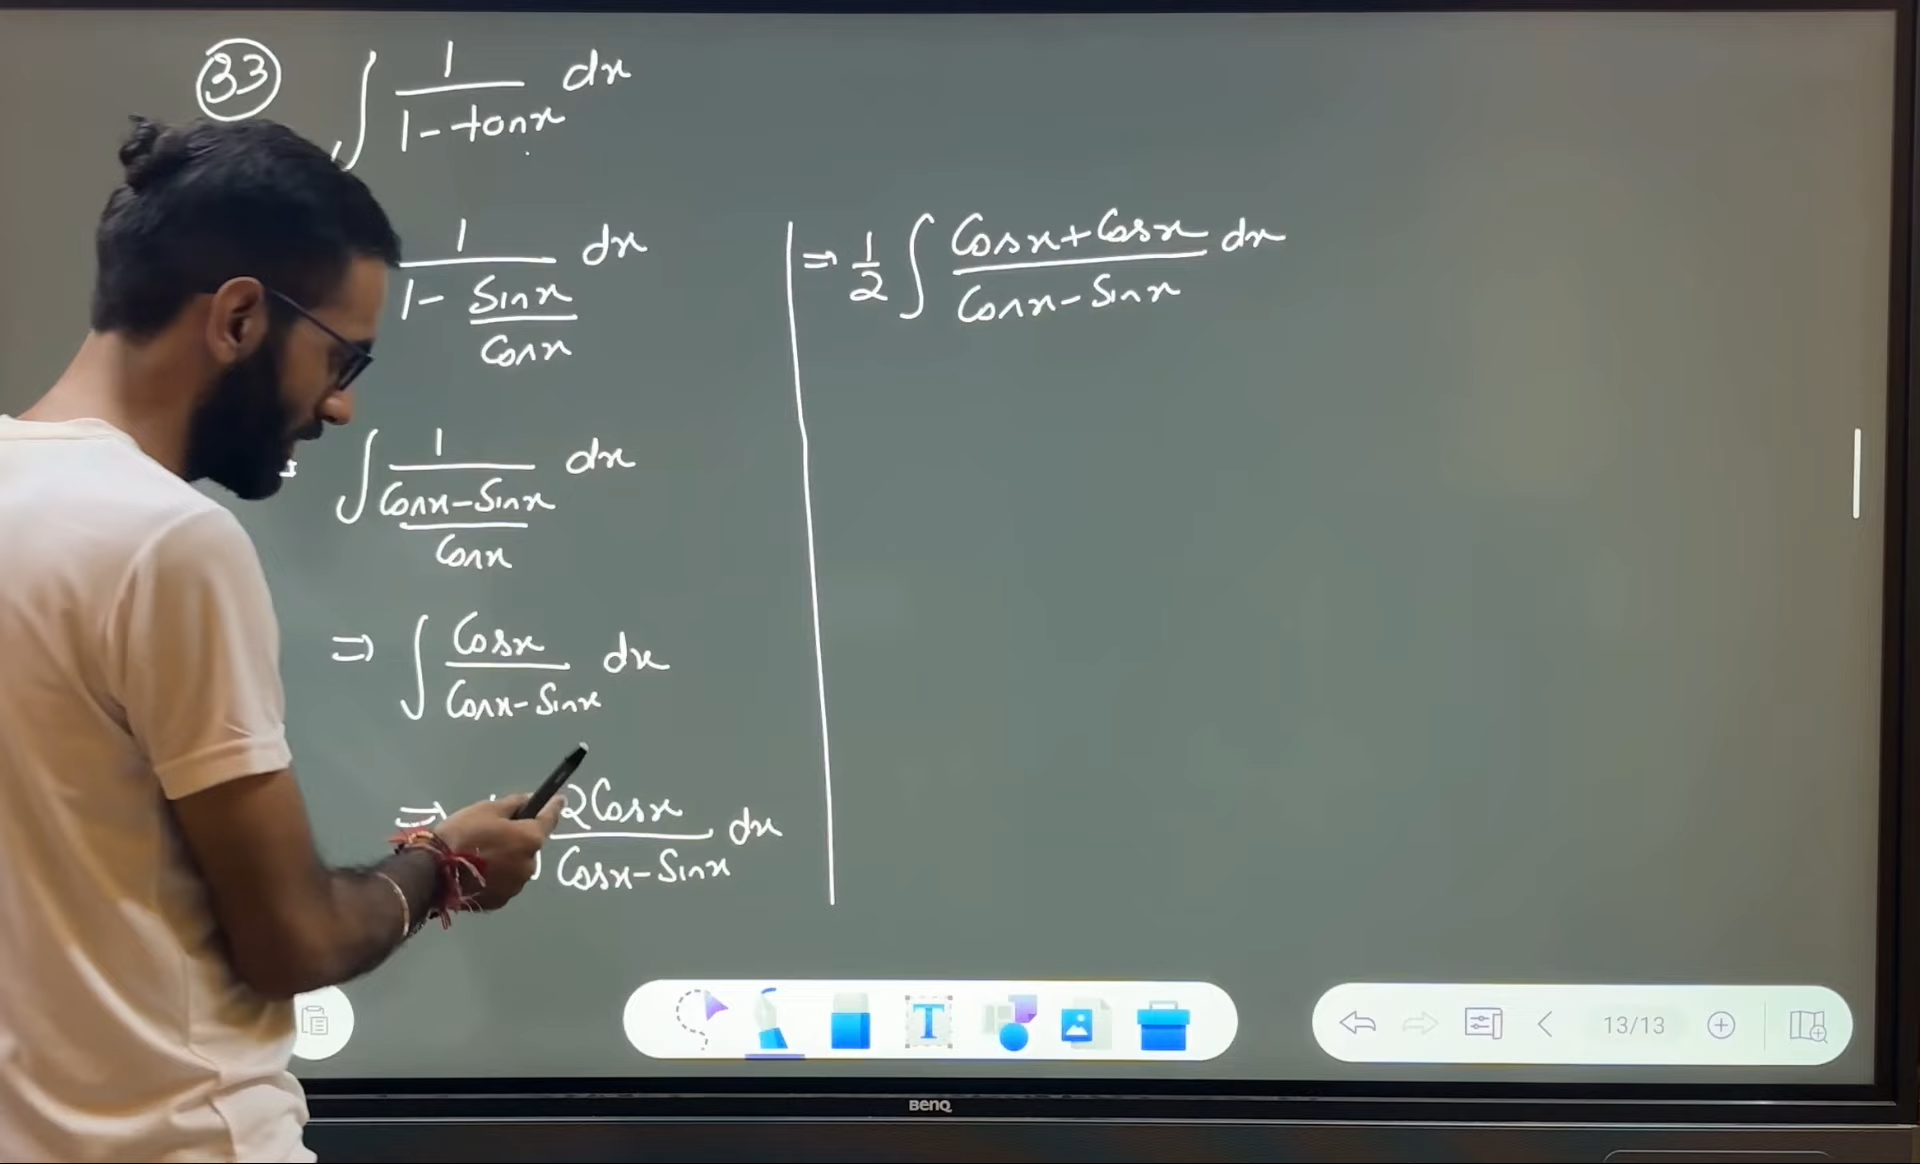 33 ∫ 1/(1-tanx) dx
1/(1 - Sinx/Cosx) dx
∫ 1/((Cosx-Sinx)/Cosx) dx
⇒ ∫ Cosx/(Cosx-Sinx) dx
⇒ 2Cosx/(Cosx-Sinx) dx
⇒ 1/2 ∫ (Cosx+Cosx)/(Cosx-Sinx) dx
T
13/13
BenQ